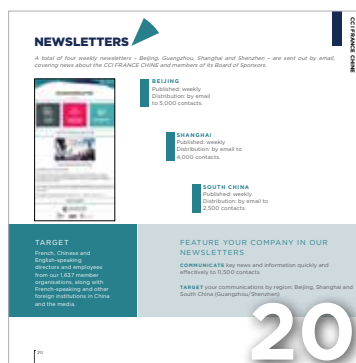 CCI FRANCE CHINE
NEWSLETTERS
A total of four weekly newsletters – Beijing, Guangzhou, Shanghai and Shenzhen – are sent out by email,
covering news about the CCI FRANCE CHINE and members of its Board of Sponsors.
BEIJING
Published: weekly
Distribution: by email
to 5,000 contacts.
SHANGHAI
Published: weekly
Distribution: by email to
4,000 contacts.
SOUTH CHINA
Published: weekly
Distribution: by email to
2,500 contacts.
TARGET
French, Chinese and
English-speaking
directors and employees
from our 1,637 member
organisations, along with
French-speaking and other
foreign institutions in China
and the media.
FEATURE YOUR COMPANY IN OUR
NEWSLETTERS
COMMUNICATE key news and information quickly and
effectively to 11,500 contacts
TARGET your communications by region: Beijing, Shanghai and
South China (Guangzhou/Shenzhen)
20